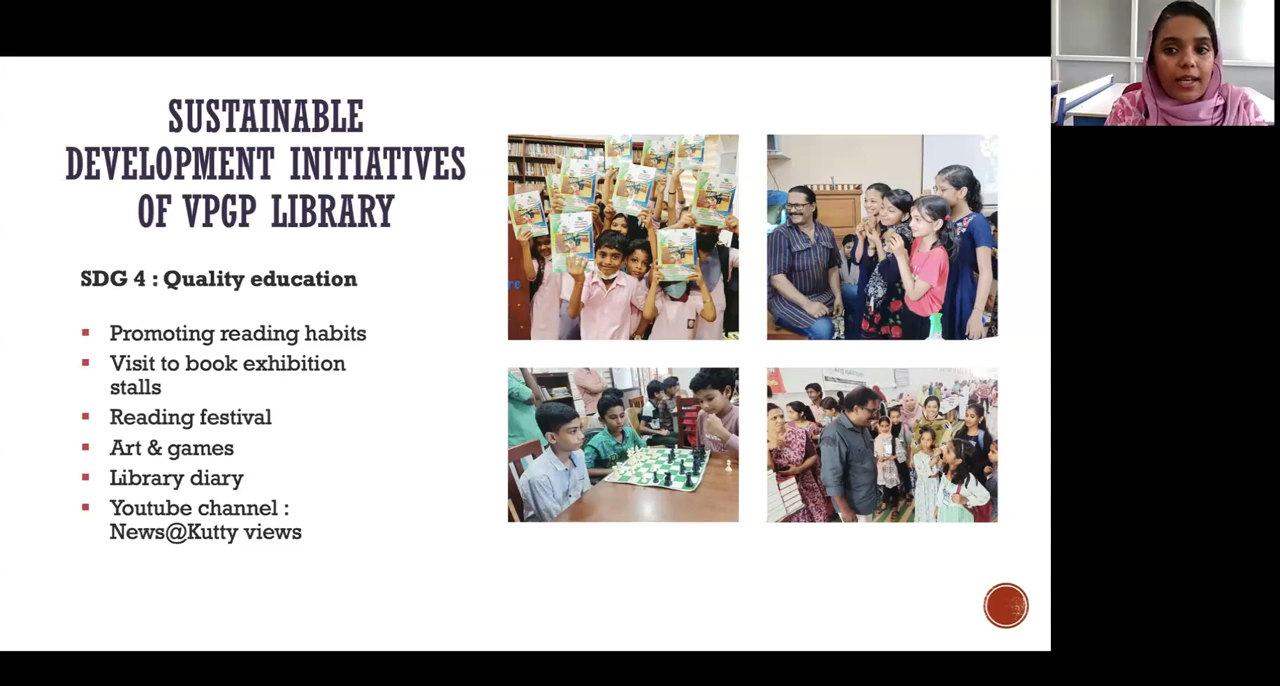 SUSTAINABLE
DEVELOPMENT INITIATIVES
OF VPGP LIBRARY
SDG 4 : Quality education
▪ Promoting reading habits
▪ Visit to book exhibition
stalls
▪ Reading festival
▪ Art & games
▪ Library diary
▪ Youtube channel :
News@Kutty views